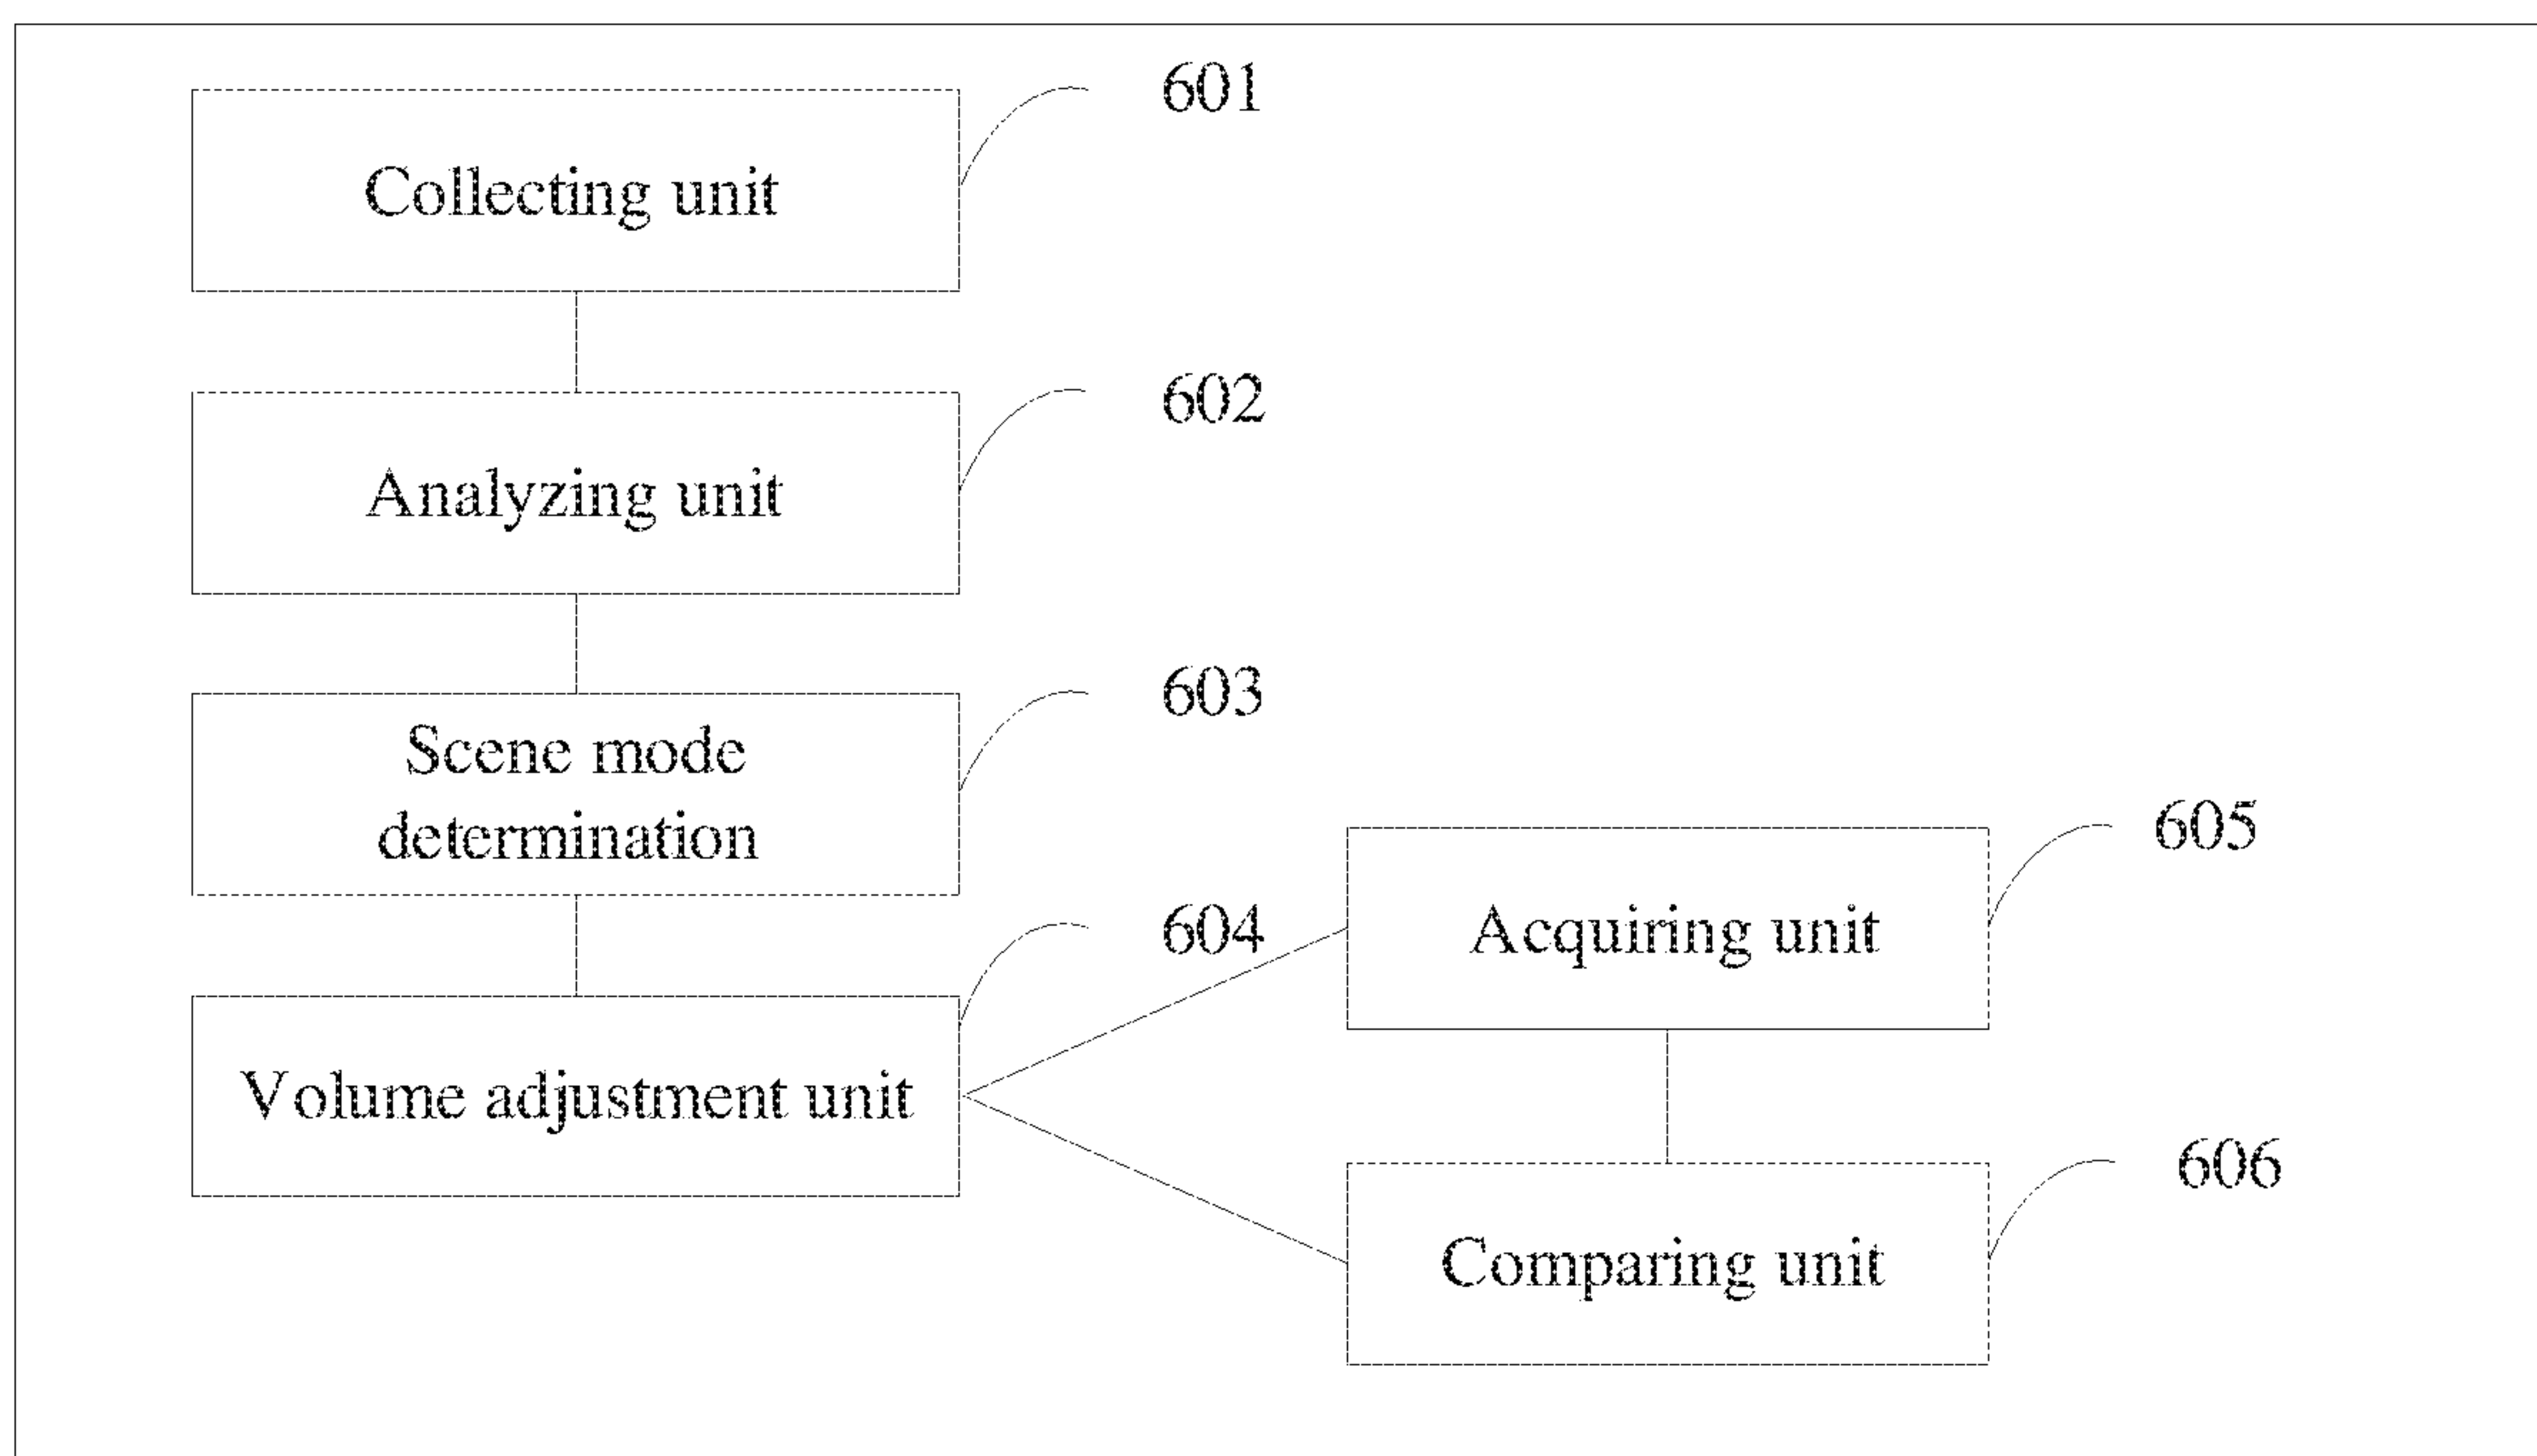 601
Collecting unit
602
Analyzing unit
603
Scene mode
determination
604
Volume adjustment unit
605
Acquiring unit
606
Comparing unit